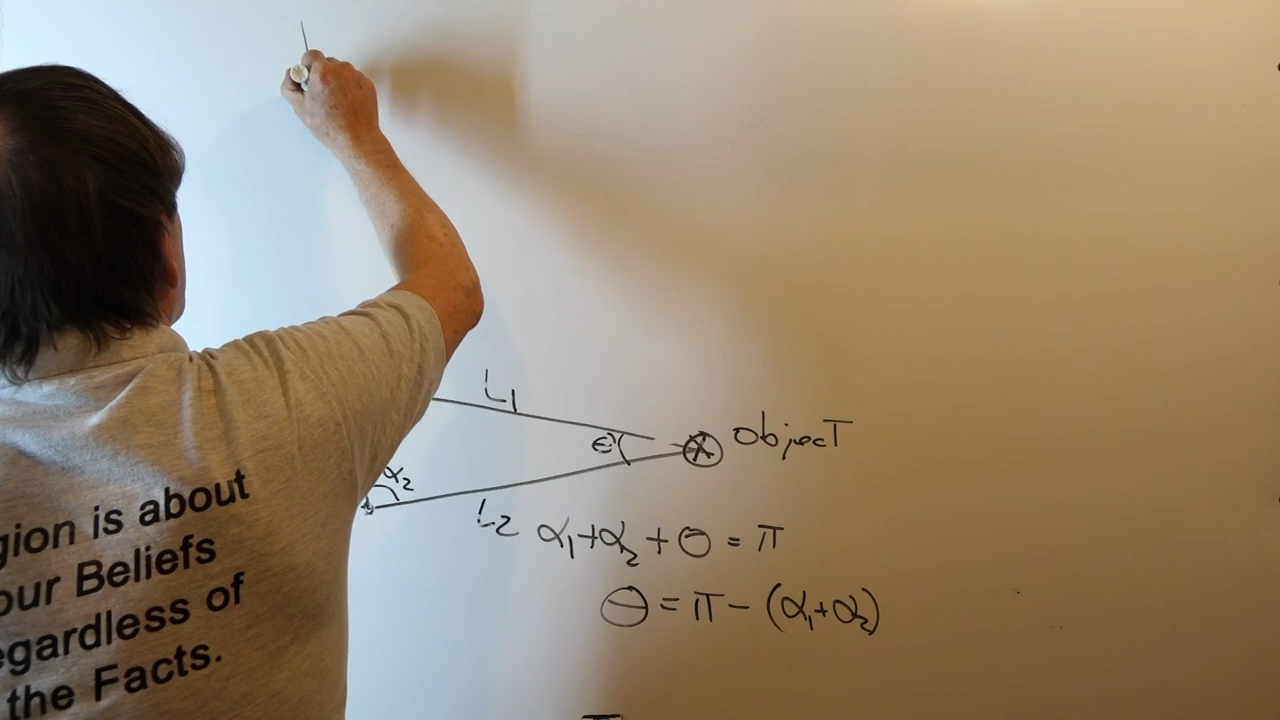 L1
ObjecT
θ
α2
L2
α1+α2+θ = π
θ = π - (α1+α2)
gion is about
our Beliefs
egardless of
the Facts.